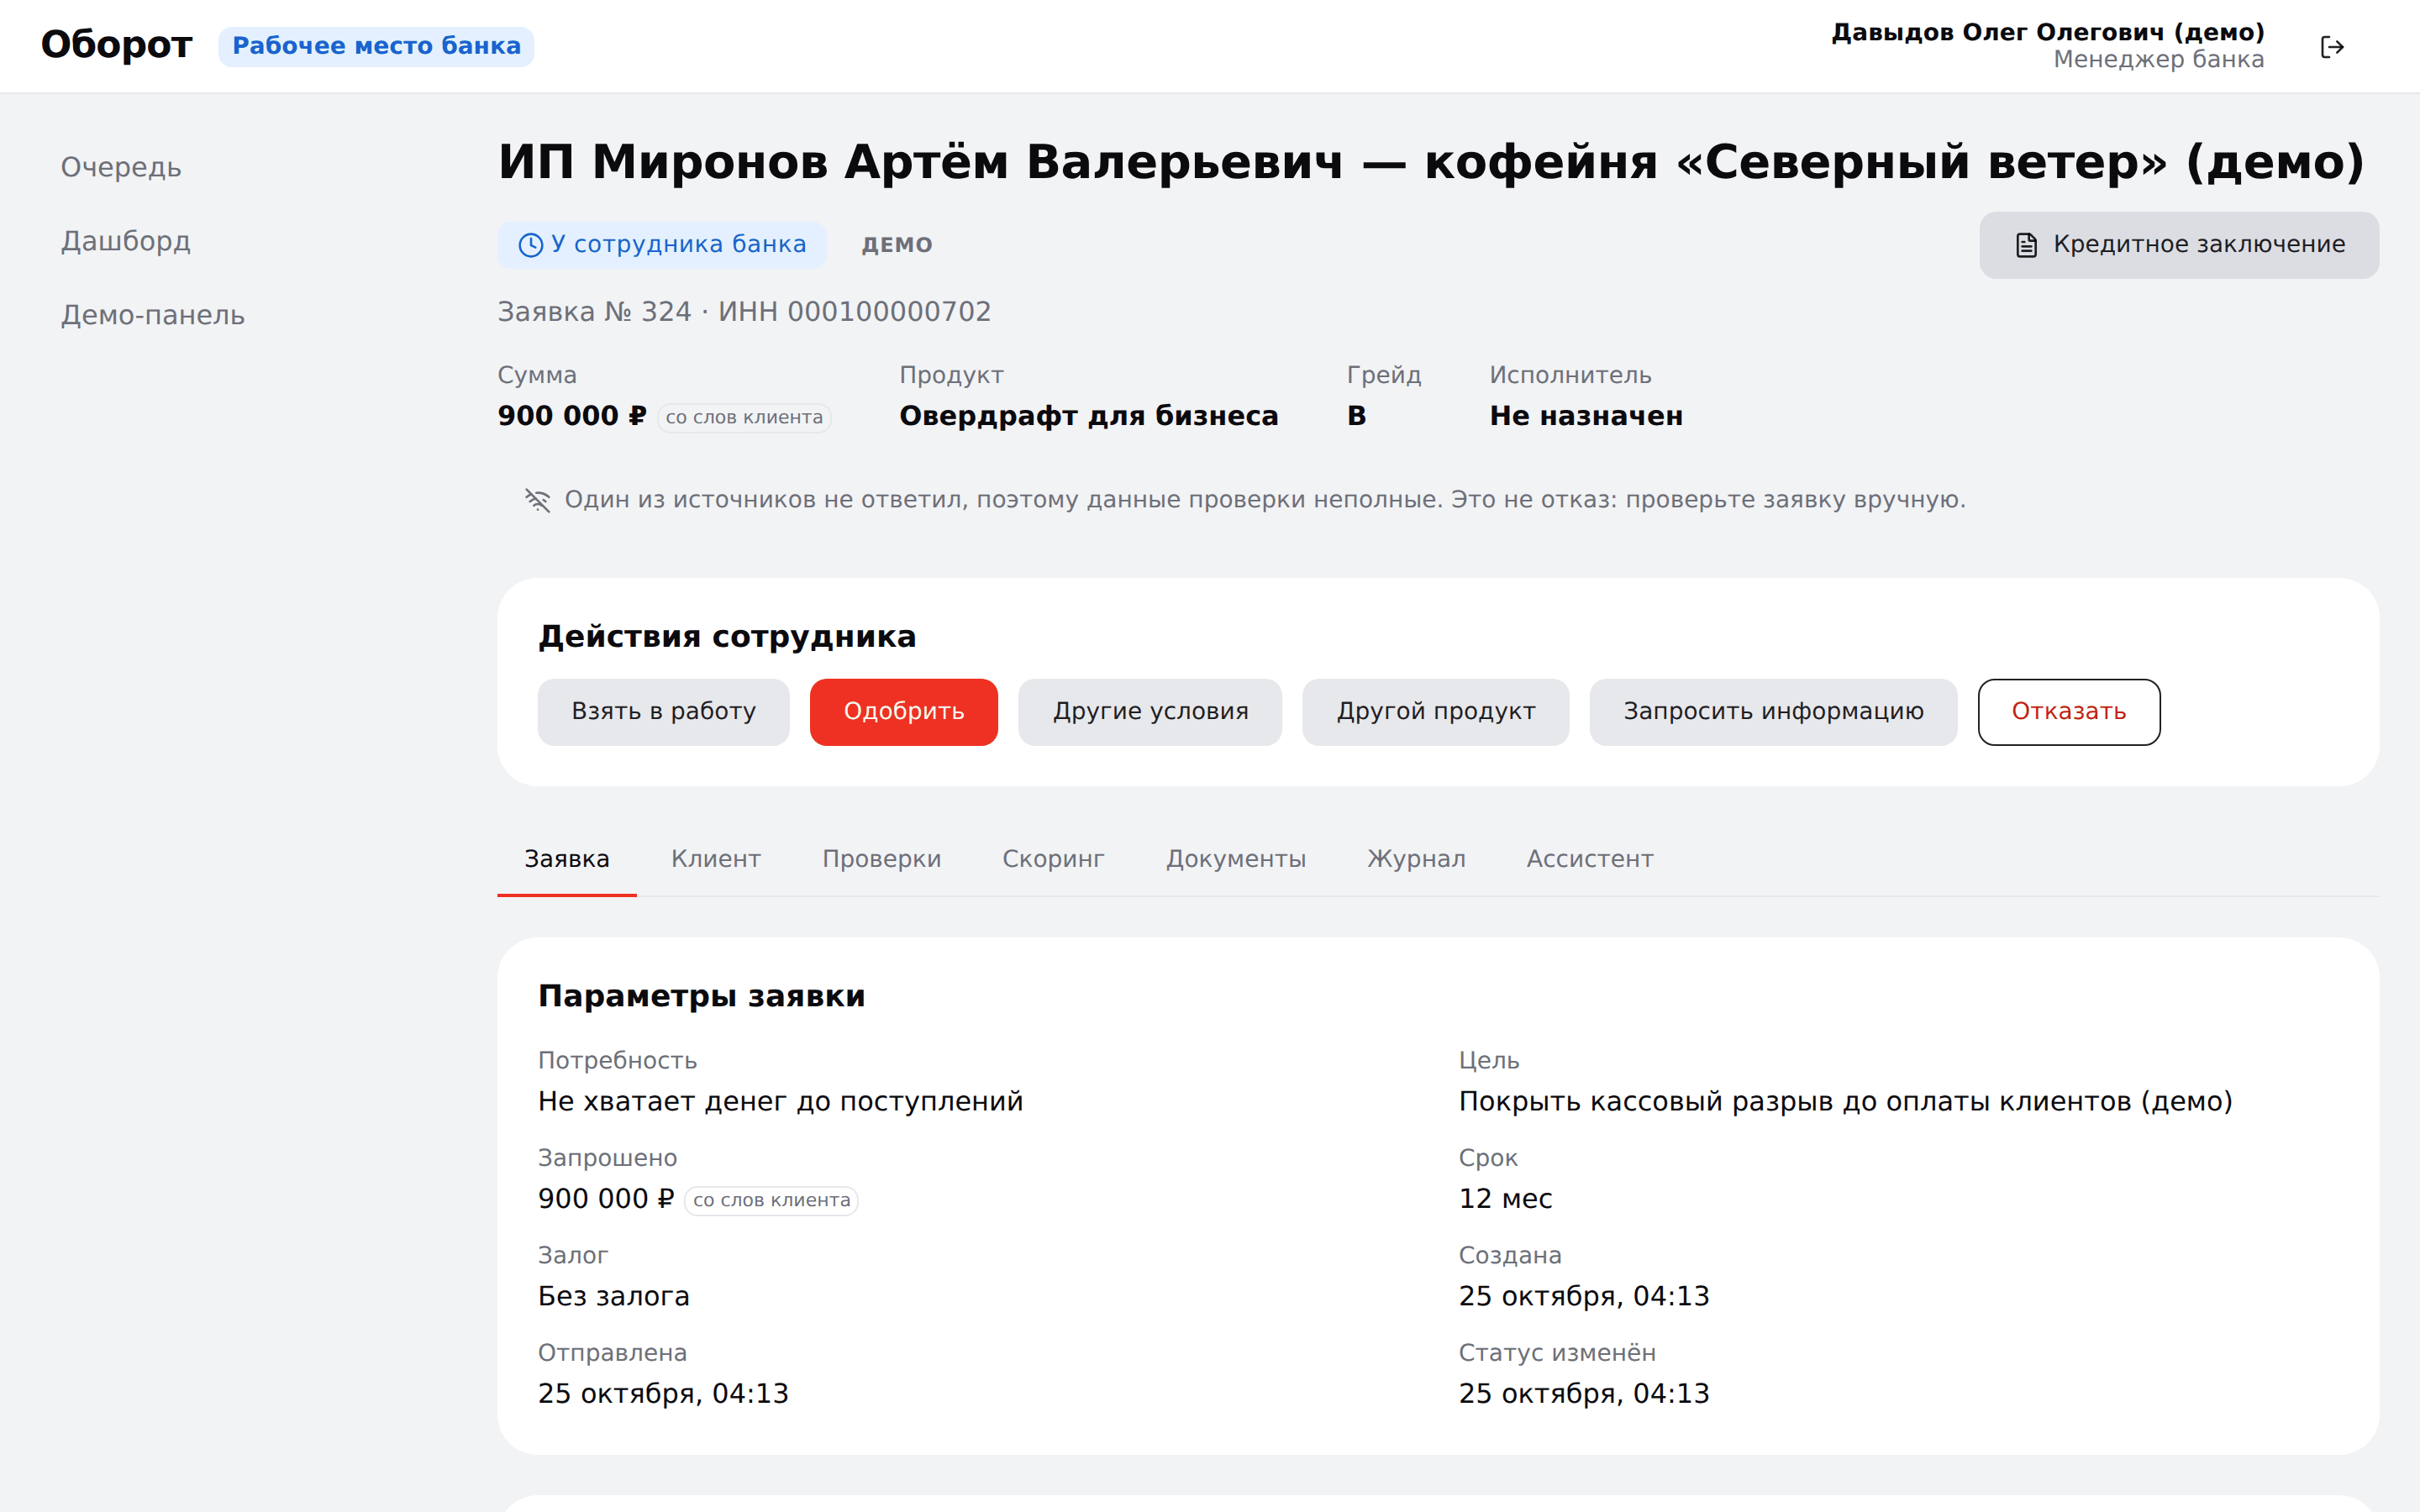 Оборот
Рабочее место банка
Давыдов Олег Олегович (демо)
Менеджер банка
Очередь
Дашборд
Демо-панель
ИП Миронов Артём Валерьевич — кофейня «Северный ветер» (демо)
У сотрудника банка
ДЕМО
Кредитное заключение
Заявка № 324 · ИНН 000100000702
Сумма
900 000 ₽ со слов клиента
Продукт
Овердрафт для бизнеса
Грейд
B
Исполнитель
Не назначен
Один из источников не ответил, поэтому данные проверки неполные. Это не отказ: проверьте заявку вручную.
Действия сотрудника
Взять в работу
Одобрить
Другие условия
Другой продукт
Запросить информацию
Отказать
Заявка
Клиент
Проверки
Скоринг
Документы
Журнал
Ассистент
Параметры заявки
Потребность
Не хватает денег до поступлений
Цель
Покрыть кассовый разрыв до оплаты клиентов (демо)
Запрошено
900 000 ₽ со слов клиента
Срок
12 мес
Залог
Без залога
Создана
25 октября, 04:13
Отправлена
25 октября, 04:13
Статус изменён
25 октября, 04:13